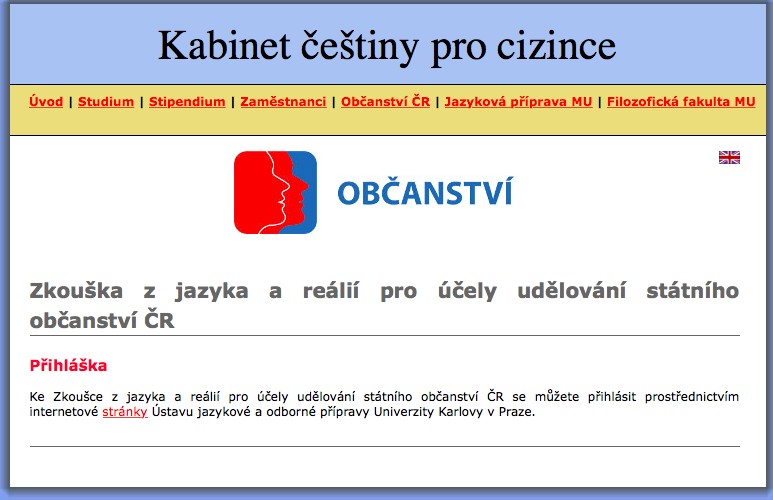 Kabinet češtiny pro cizince
Úvod | Studium | Stipendium | Zaměstnanci | Občanství ČR | Jazyková příprava MU | Filozofická fakulta MU
OBČANSTVÍ
Zkouška z jazyka a reálií pro účely udělování státního
občanství ČR
Přihláška
Ke Zkoušce z jazyka a reálií pro účely udělování státního občanství ČR se můžete přihlásit prostřednictvím
internetové stránky Ústavu jazykové a odborné přípravy Univerzity Karlovy v Praze.